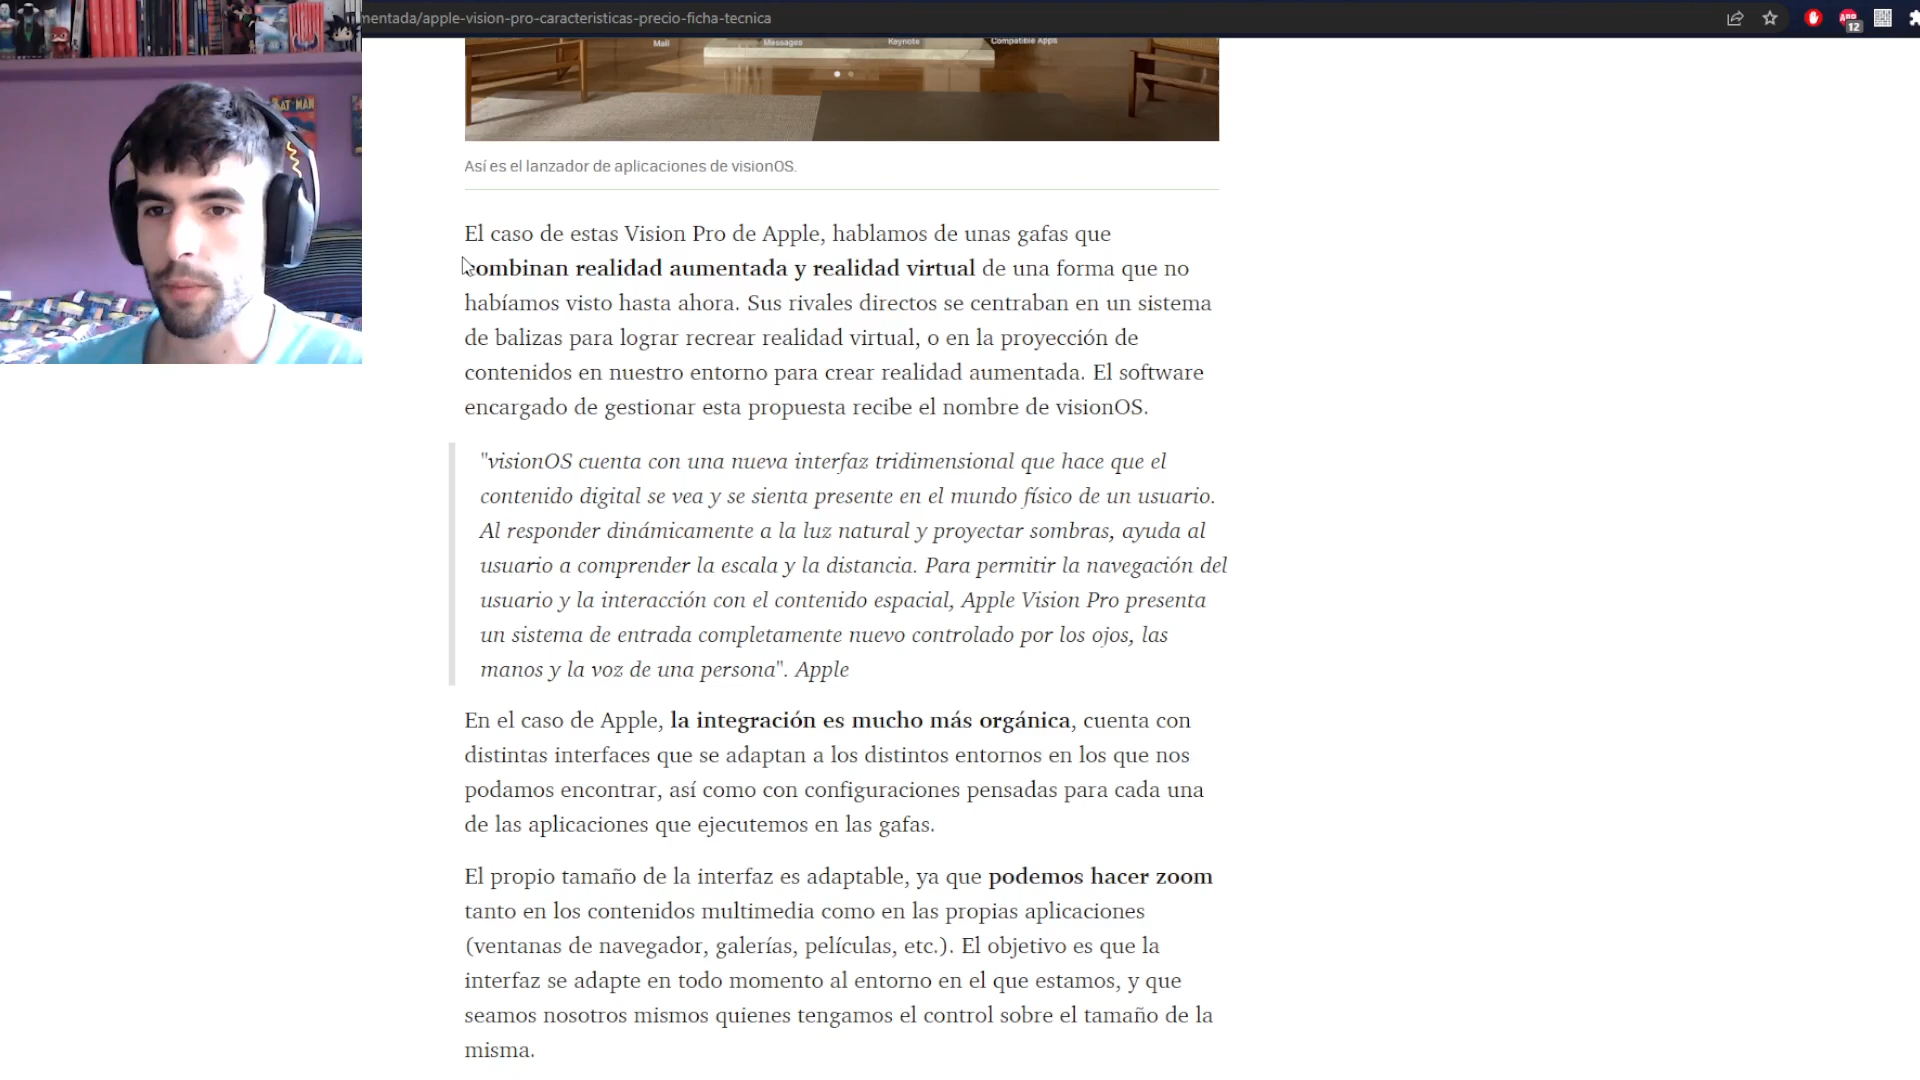 mentada/apple-vision-pro-caracteristicas-precio-ficha-tecnica
12
AT MAN
Mail Messages Keynote Compatible Apps
Así es el lanzador de aplicaciones de visionOS.
El caso de estas Vision Pro de Apple, hablamos de unas gafas que
combinan realidad aumentada y realidad virtual de una forma que no
habíamos visto hasta ahora. Sus rivales directos se centraban en un sistema
de balizas para lograr recrear realidad virtual, o en la proyección de
contenidos en nuestro entorno para crear realidad aumentada. El software
encargado de gestionar esta propuesta recibe el nombre de visionOS.
"visionOS cuenta con una nueva interfaz tridimensional que hace que el
contenido digital se vea y se sienta presente en el mundo físico de un usuario.
Al responder dinámicamente a la luz natural y proyectar sombras, ayuda al
usuario a comprender la escala y la distancia. Para permitir la navegación del
usuario y la interacción con el contenido espacial, Apple Vision Pro presenta
un sistema de entrada completamente nuevo controlado por los ojos, las
manos y la voz de una persona". Apple
En el caso de Apple, la integración es mucho más orgánica, cuenta con
distintas interfaces que se adaptan a los distintos entornos en los que nos
podamos encontrar, así como con configuraciones pensadas para cada una
de las aplicaciones que ejecutemos en las gafas.
El propio tamaño de la interfaz es adaptable, ya que podemos hacer zoom
tanto en los contenidos multimedia como en las propias aplicaciones
(ventanas de navegador, galerías, películas, etc.). El objetivo es que la
interfaz se adapte en todo momento al entorno en el que estamos, y que
seamos nosotros mismos quienes tengamos el control sobre el tamaño de la
misma.